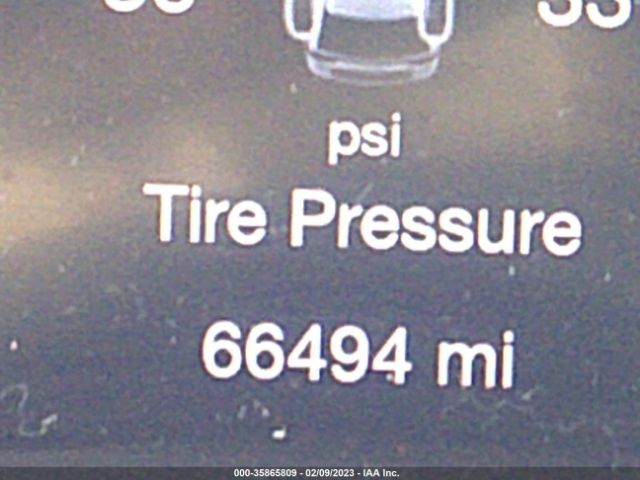 psi
Tire Pressure
66494 mi
000-35865809 - 02/09/2023 - IAA Inc.